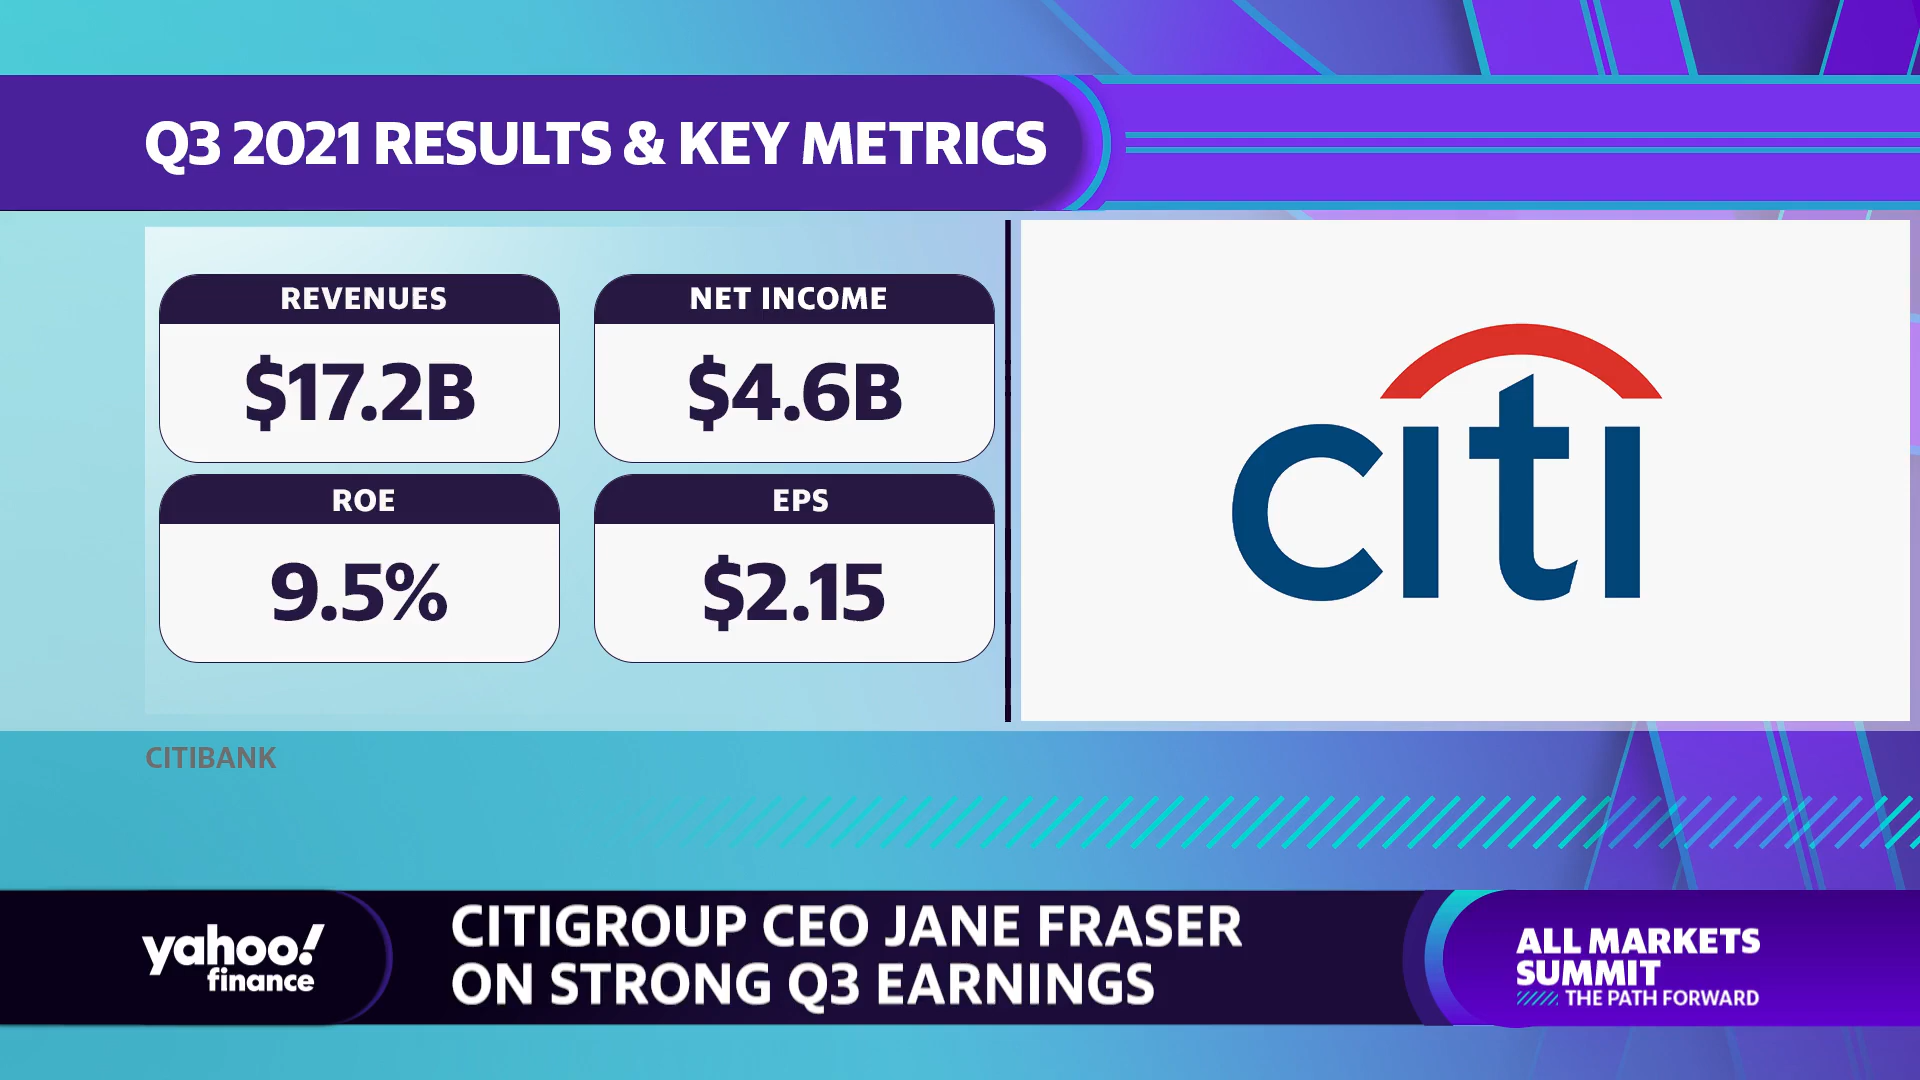 Q3 2021 RESULTS & KEY METRICS
REVENUES
$17.2B
NET INCOME
$4.6B
ROE
9.5%
EPS
$2.15
citi
CITIBANK
yahoo!
finance
CITIGROUP CEO JANE FRASER
ON STRONG Q3 EARNINGS
ALL MARKETS
SUMMIT
THE PATH FORWARD